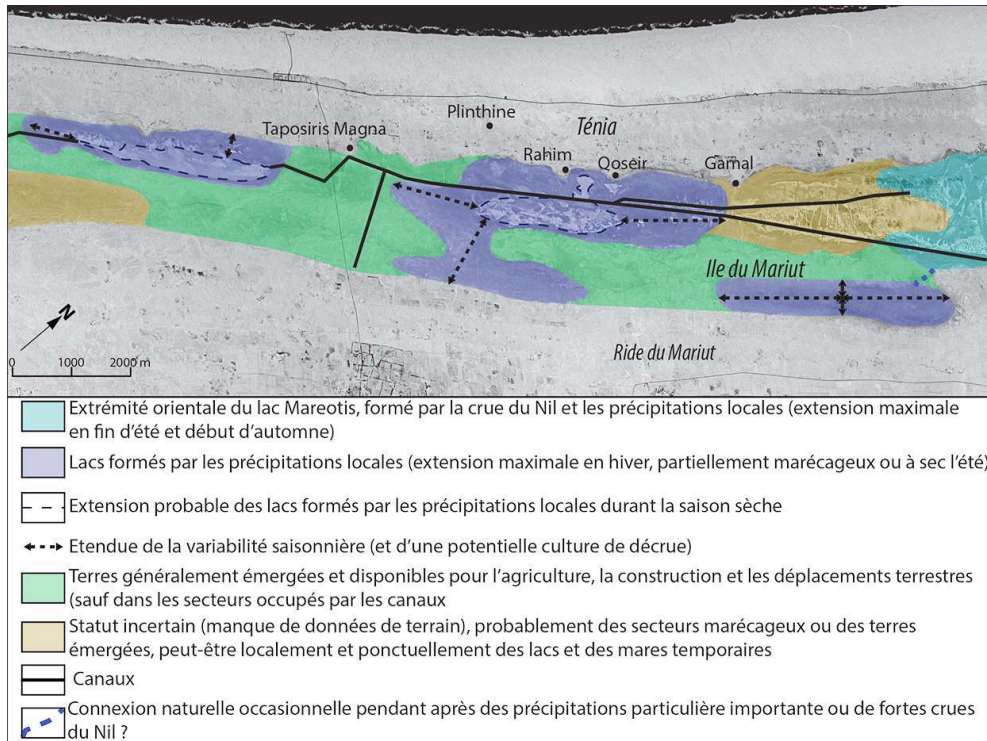 Plinthine
Ténia
Taposiris Magna
Rahim
Qoseir
Gamal
Ile du Mariut
Ride du Mariut
N
0 1000 2000 m
Extrémité orientale du lac Mareotis, formé par la crue du Nil et les précipitations locales (extension maximale
en fin d'été et début d'automne)
Lacs formés par les précipitations locales (extension maximale en hiver, partiellement marécageux ou à sec l'été)
Extension probable des lacs formés par les précipitations locales durant la saison sèche
Etendue de la variabilité saisonnière (et d'une potentielle culture de décrue)
Terres généralement émergées et disponibles pour l'agriculture, la construction et les déplacements terrestres
(sauf dans les secteurs occupés par les canaux
Statut incertain (manque de données de terrain), probablement des secteurs marécageux ou des terres
émergées, peut-être localement et ponctuellement des lacs et des mares temporaires
Canaux
Connexion naturelle occasionnelle pendant après des précipitations particulière importante ou de fortes crues
du Nil ?